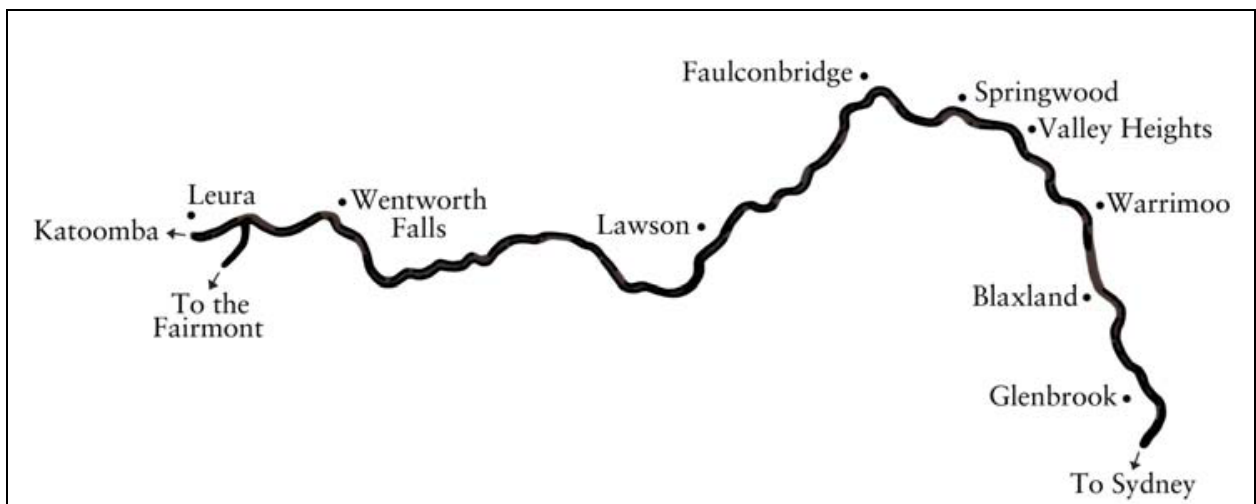 Faulconbridge
Springwood
Valley Heights
Leura
Wentworth
Falls
Warrimoo
Katoomba
Lawson
To the
Fairmont
Blaxland
Glenbrook
To Sydney